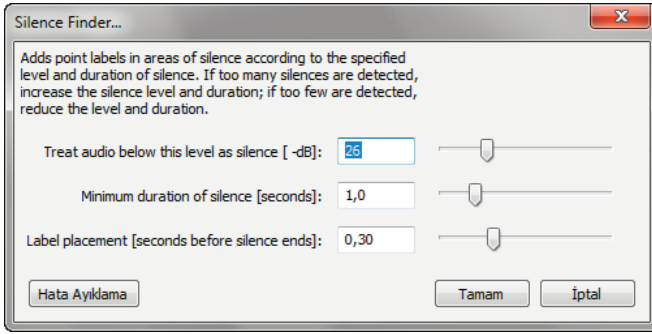 Silence Finder...
Adds point labels in areas of silence according to the specified
level and duration of silence. If too many silences are detected,
increase the silence level and duration; if too few are detected,
reduce the level and duration.
Treat audio below this level as silence [ -dB]: 26
Minimum duration of silence [seconds]: 1,0
Label placement [seconds before silence ends]: 0,30
Hata Ayıklama Tamam İptal